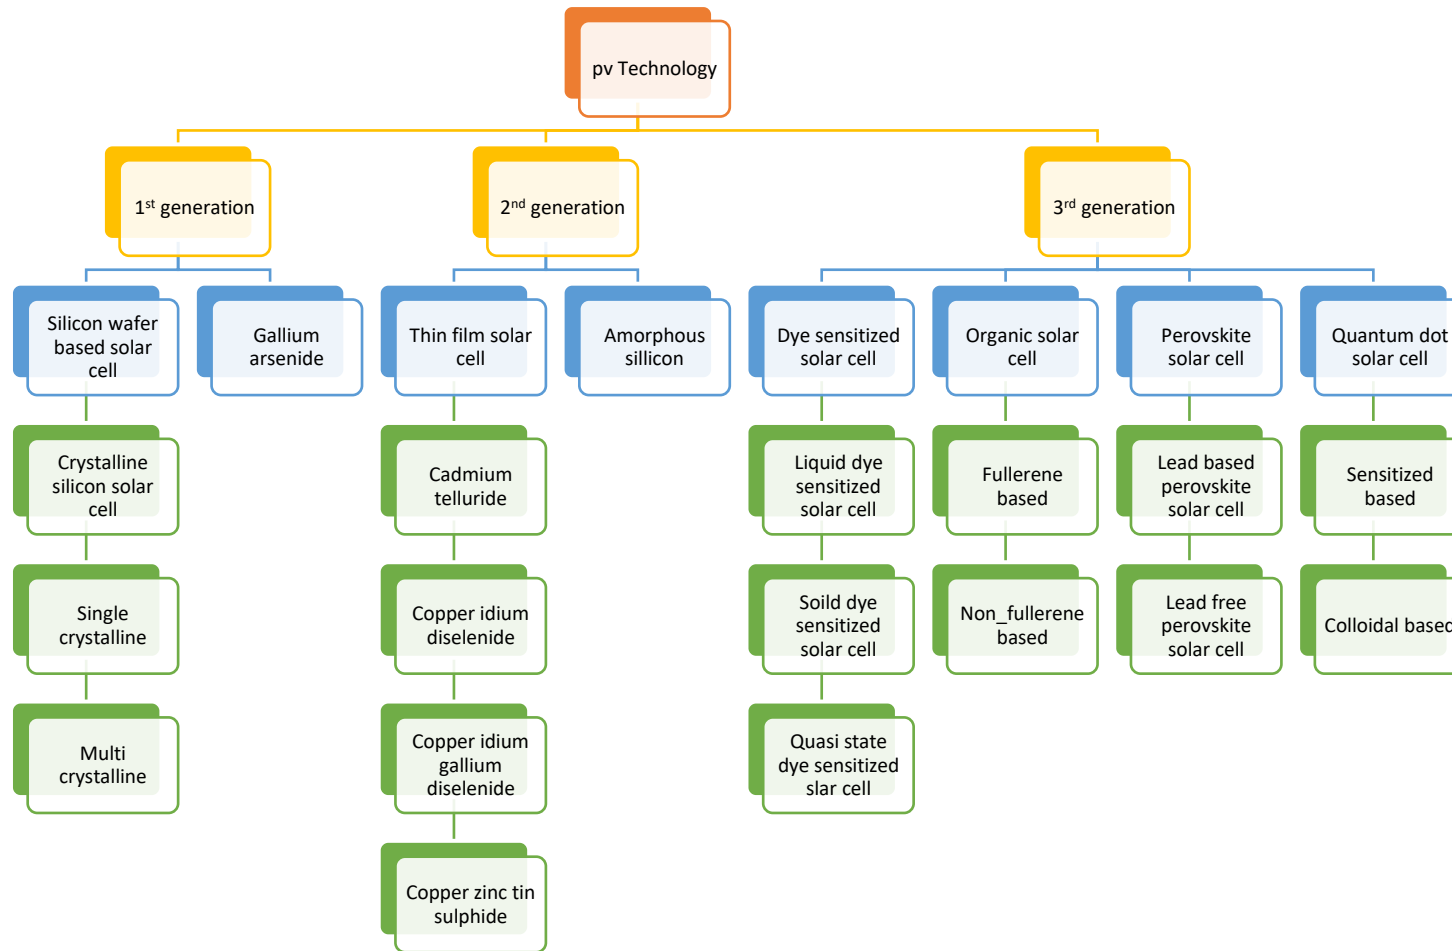 pv Technology
1st generation
2nd generation
3rd generation
Silicon wafer
based solar
cell
Gallium
arsenide
Thin film solar
cell
Amorphous
sillicon
Dye sensitized
solar cell
Organic solar
cell
Perovskite
solar cell
Quantum dot
solar cell
Crystalline
silicon solar
cell
Cadmium
telluride
Liquid dye
sensitized
solar cell
Fullerene
based
Lead based
perovskite
solar cell
Sensitized
based
Single
crystalline
Copper idium
diselenide
Soild dye
sensitized
solar cell
Non_fullerene
based
Lead free
perovskite
solar cell
Colloidal based
Multi
crystalline
Copper idium
gallium
diselenide
Quasi state
dye sensitized
slar cell
Copper zinc tin
sulphide